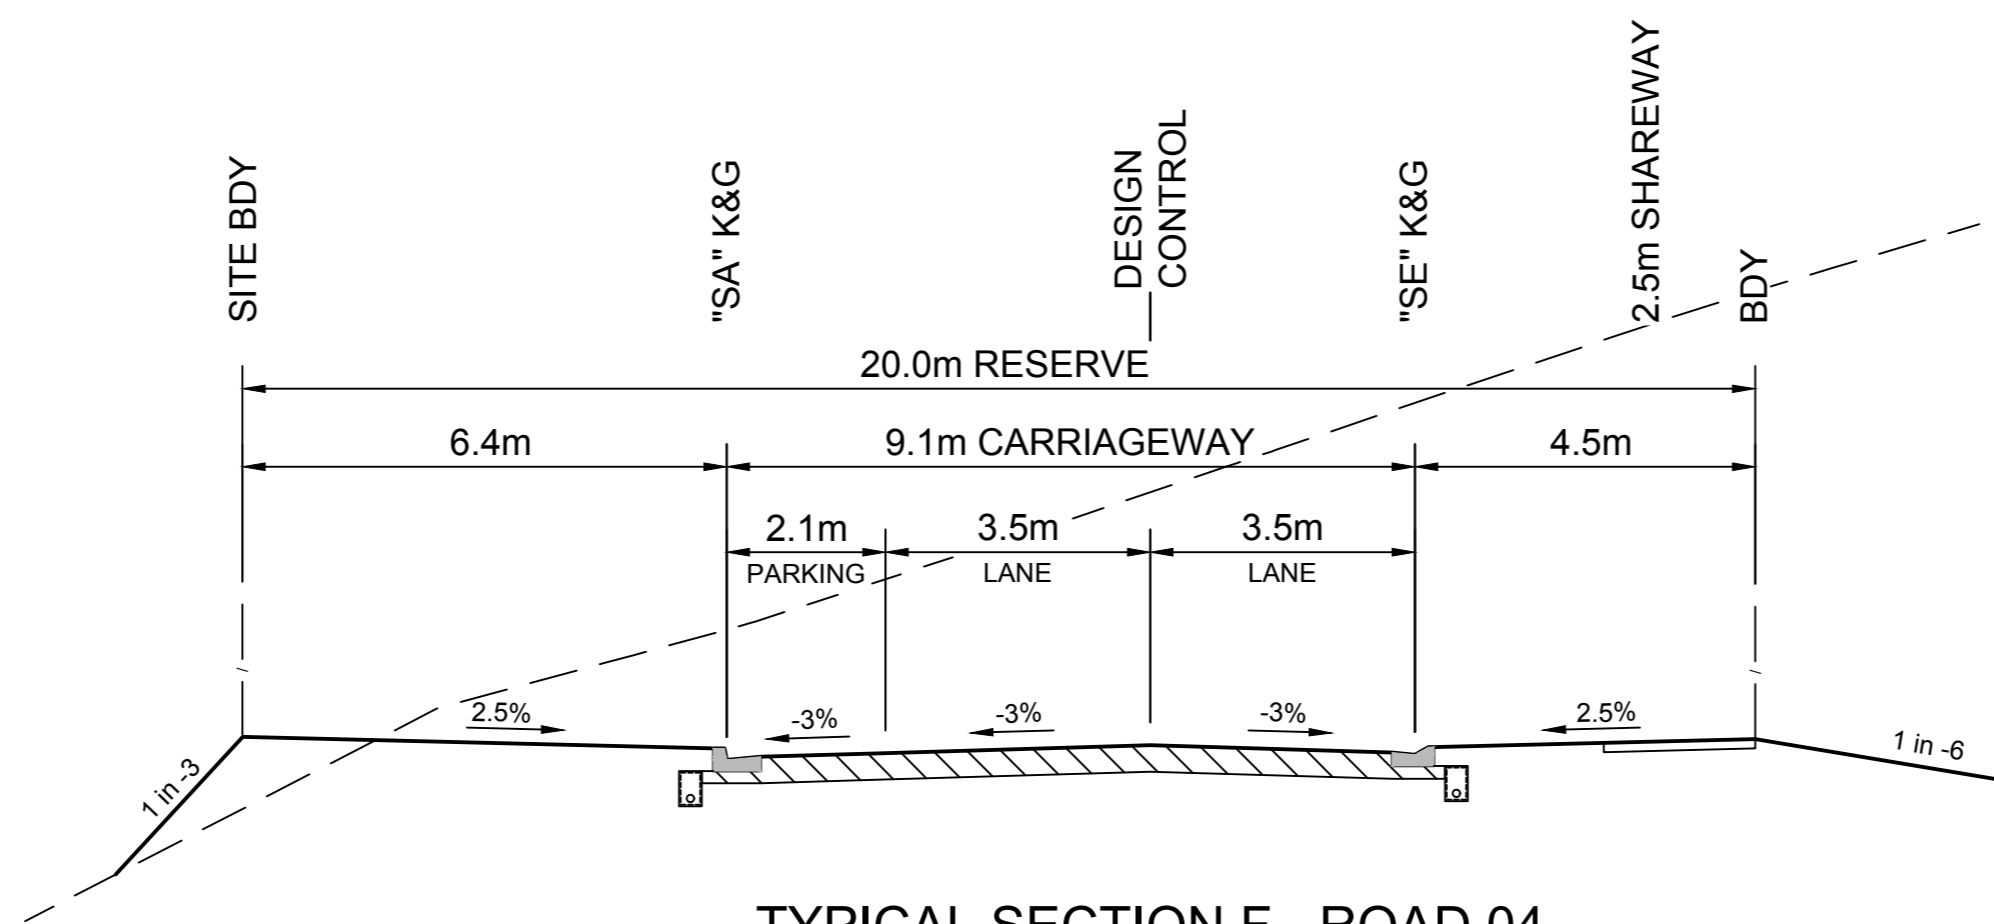 SITE BDY
"SA" K&G
DESIGN
CONTROL
"SE" K&G
2.5m SHAREWAY
BDY
20.0m RESERVE
6.4m
9.1m CARRIAGEWAY
4.5m
2.1m
PARKING
3.5m
LANE
3.5m
LANE
2.5%
-3%
-3%
-3%
2.5%
1 in -3
1 in -6